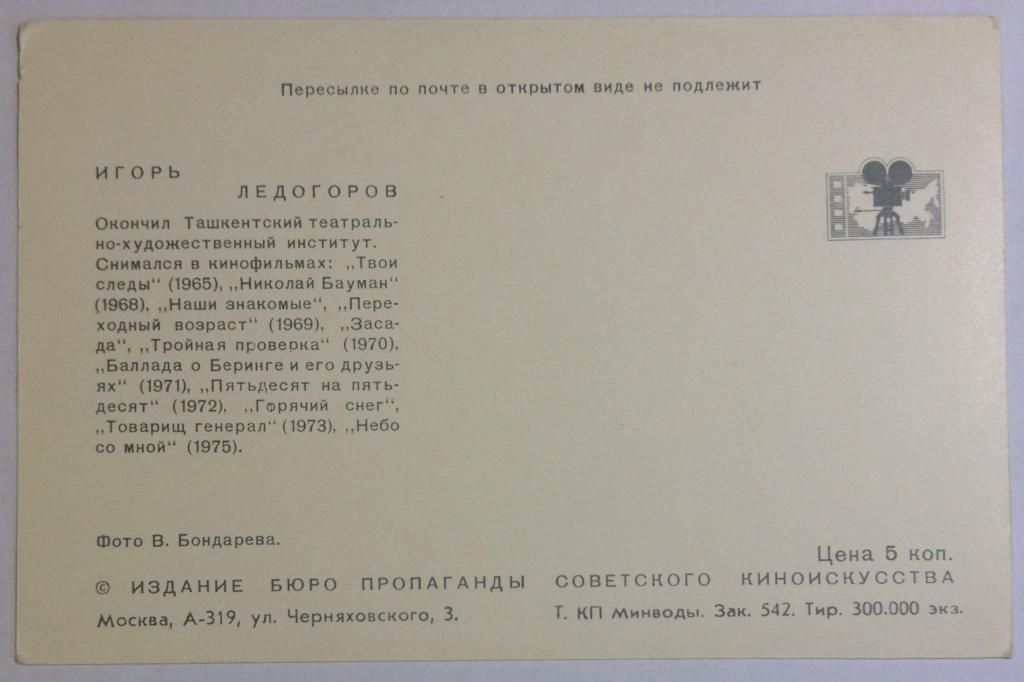 Пересылке по почте в открытом виде не подлежит
ИГОРЬ
ЛЕДОГОРОВ
Окончил Ташкентский театраль-
но-художественный институт.
Снимался в кинофильмах: „Твои
следы“ (1965), „Николай Бауман“
(1968), „Наши знакомые“, „Пере-
ходный возраст“ (1969), „Заса-
да“, „Тройная проверка“ (1970),
„Баллада о Беринге и его друзь-
ях“ (1971), „Пятьдесят на пять-
десят“ (1972), „Горячий снег“,
„Товарищ генерал“ (1973), „Небо
со мной“ (1975).
Фото В. Бондарева.
Цена 5 коп.
© ИЗДАНИЕ БЮРО ПРОПАГАНДЫ СОВЕТСКОГО КИНОИСКУССТВА
Москва, А-319, ул. Черняховского, 3. Т. КП Минводы. Зак. 542. Тир. 300.000 экз.